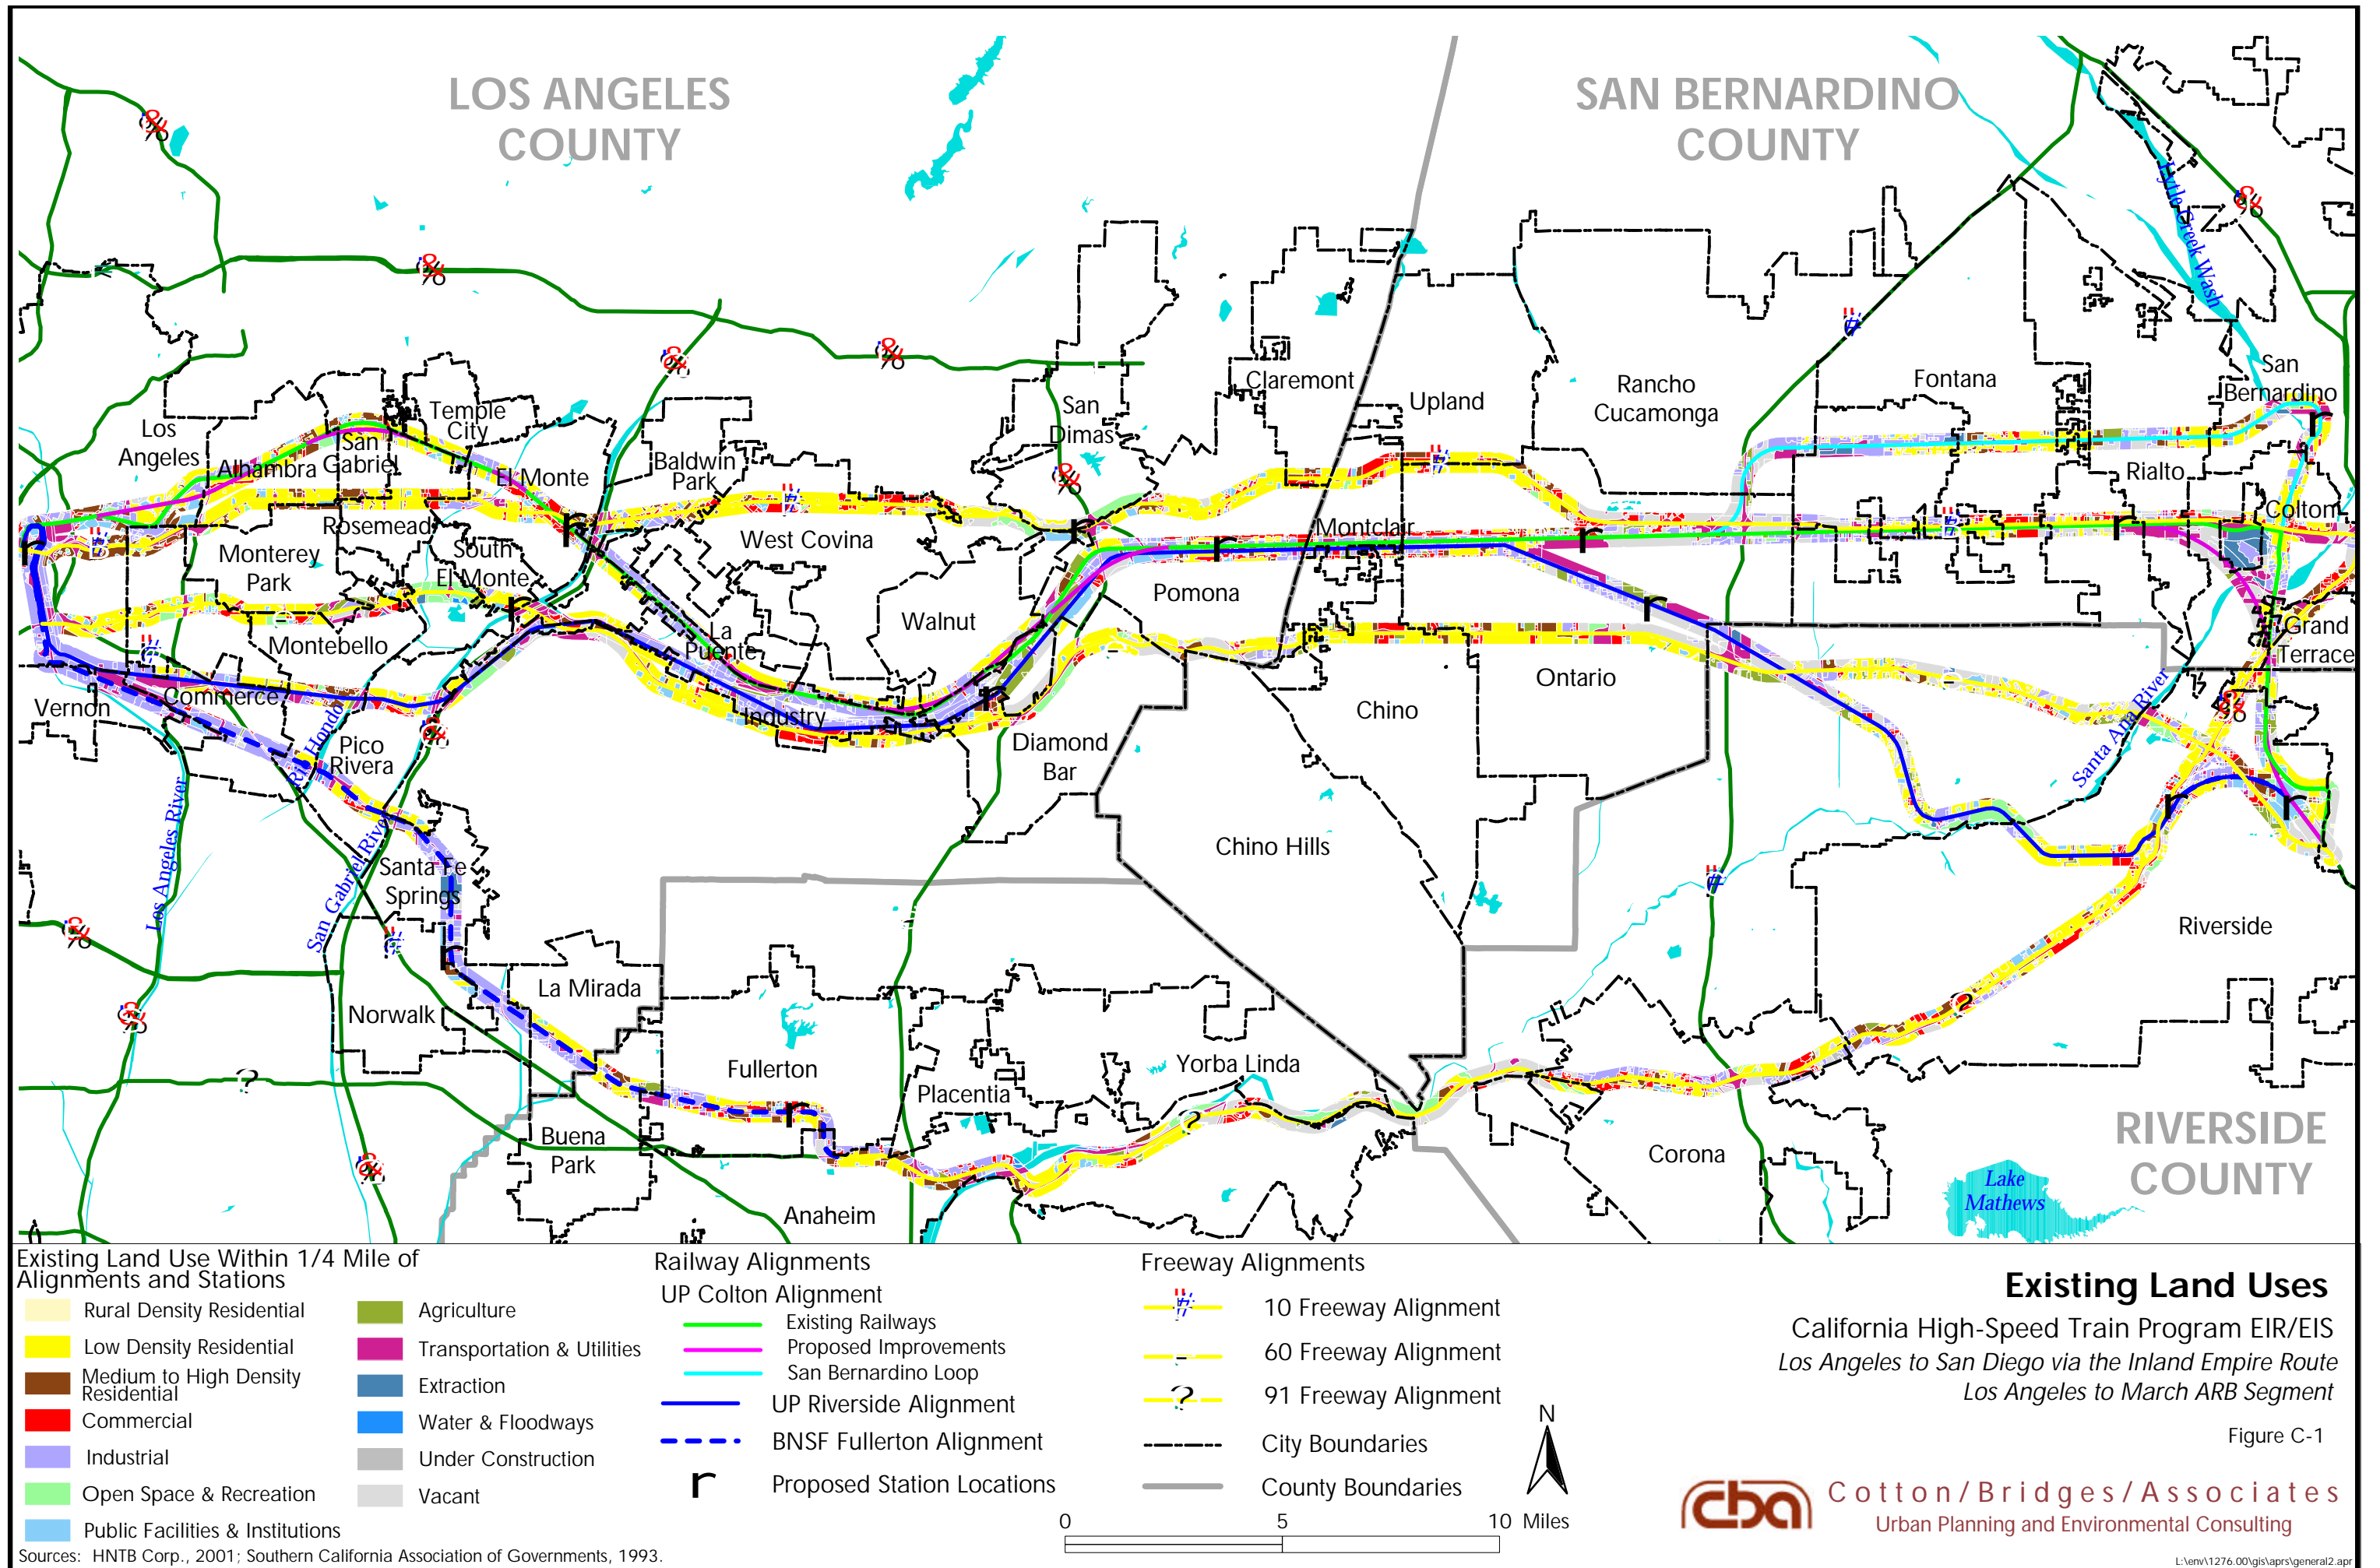 LOS ANGELES
COUNTY
SAN BERNARDINO
COUNTY
Lytle Creek Wash
San
Bernardino
Claremont
Upland
Rancho
Cucamonga
Fontana
San
Dimas
Temple
City
Los
Angeles
Alhambra
San
Gabriel
El Monte
Baldwin
Park
Rialto
Colton
Rosemead
Monterey
Park
South
El Monte
West Covina
Montclair
Pomona
Walnut
La
Puente
Montebello
Grand
Terrace
Vernon
Commerce
Industry
Ontario
Chino
Rio Hondo
Pico
Rivera
Diamond
Bar
Santa Ana River
Los Angeles River
San Gabriel River
Santa Fe
Springs
Chino Hills
Riverside
La Mirada
Norwalk
Fullerton
Placentia
Yorba Linda
Buena
Park
Anaheim
Corona
RIVERSIDE
COUNTY
Lake
Mathews
Existing Land Use Within 1/4 Mile of
Alignments and Stations
Rural Density Residential
Low Density Residential
Medium to High Density
Residential
Commercial
Industrial
Open Space & Recreation
Public Facilities & Institutions
Agriculture
Transportation & Utilities
Extraction
Water & Floodways
Under Construction
Vacant
Sources: HNTB Corp., 2001; Southern California Association of Governments, 1993.
Railway Alignments
UP Colton Alignment
Existing Railways
Proposed Improvements
San Bernardino Loop
UP Riverside Alignment
BNSF Fullerton Alignment
r Proposed Station Locations
Freeway Alignments
10 Freeway Alignment
60 Freeway Alignment
? 91 Freeway Alignment
City Boundaries
County Boundaries
N
0 5 10 Miles
Existing Land Uses
California High-Speed Train Program EIR/EIS
Los Angeles to San Diego via the Inland Empire Route
Los Angeles to March ARB Segment
Figure C-1
cba
Cotton/Bridges/Associates
Urban Planning and Environmental Consulting
L:\env\1276.00\gis\aprs\general2.apr